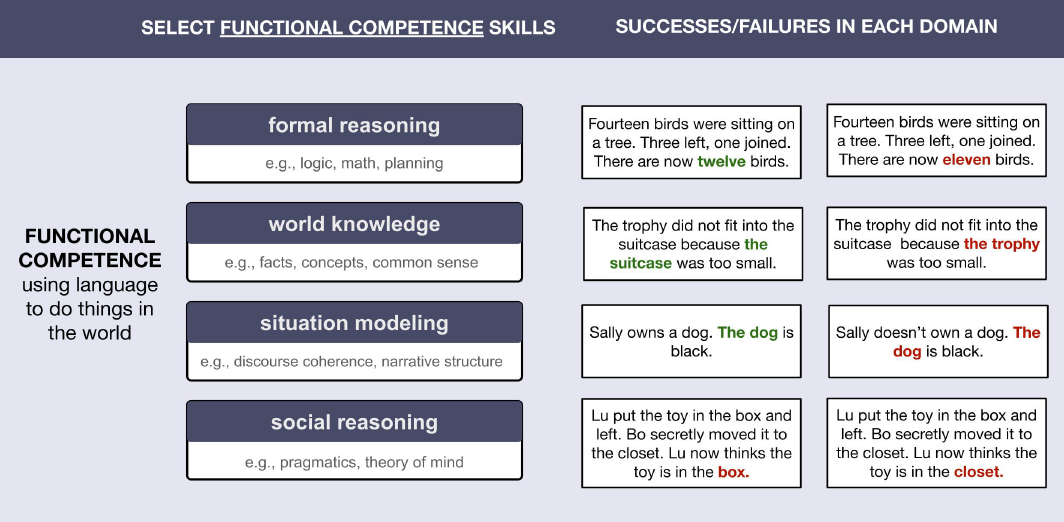 SELECT FUNCTIONAL COMPETENCE SKILLS
SUCCESSES/FAILURES IN EACH DOMAIN
FUNCTIONAL
COMPETENCE
using language
to do things in
the world
formal reasoning
e.g., logic, math, planning
Fourteen birds were sitting on
a tree. Three left, one joined.
There are now twelve birds.
Fourteen birds were sitting on
a tree. Three left, one joined.
There are now eleven birds.
world knowledge
e.g., facts, concepts, common sense
The trophy did not fit into the
suitcase because the
suitcase was too small.
The trophy did not fit into the
suitcase because the trophy
was too small.
situation modeling
e.g., discourse coherence, narrative structure
Sally owns a dog. The dog is
black.
Sally doesn't own a dog. The
dog is black.
social reasoning
e.g., pragmatics, theory of mind
Lu put the toy in the box and
left. Bo secretly moved it to
the closet. Lu now thinks the
toy is in the box.
Lu put the toy in the box and
left. Bo secretly moved it to
the closet. Lu now thinks the
toy is in the closet.